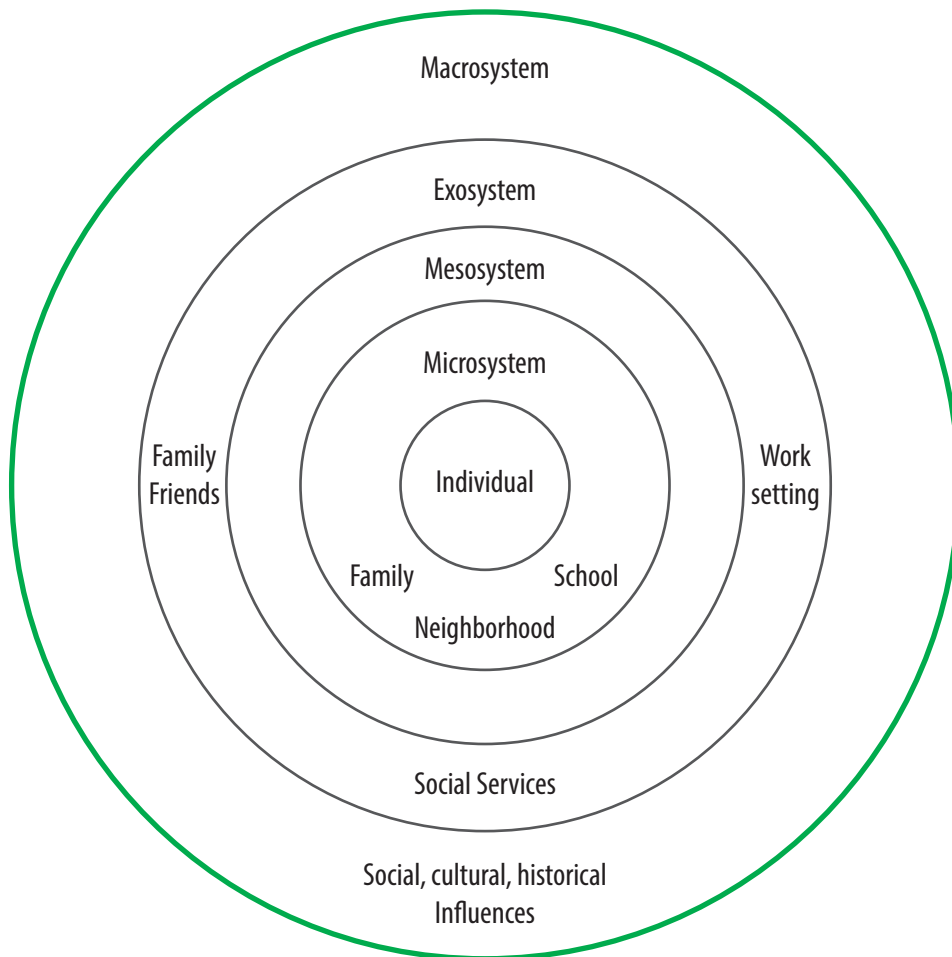 Macrosystem
Exosystem
Mesosystem
Microsystem
Individual
Family
Friends
Work
setting
Family
School
Neighborhood
Social Services
Social, cultural, historical
Influences